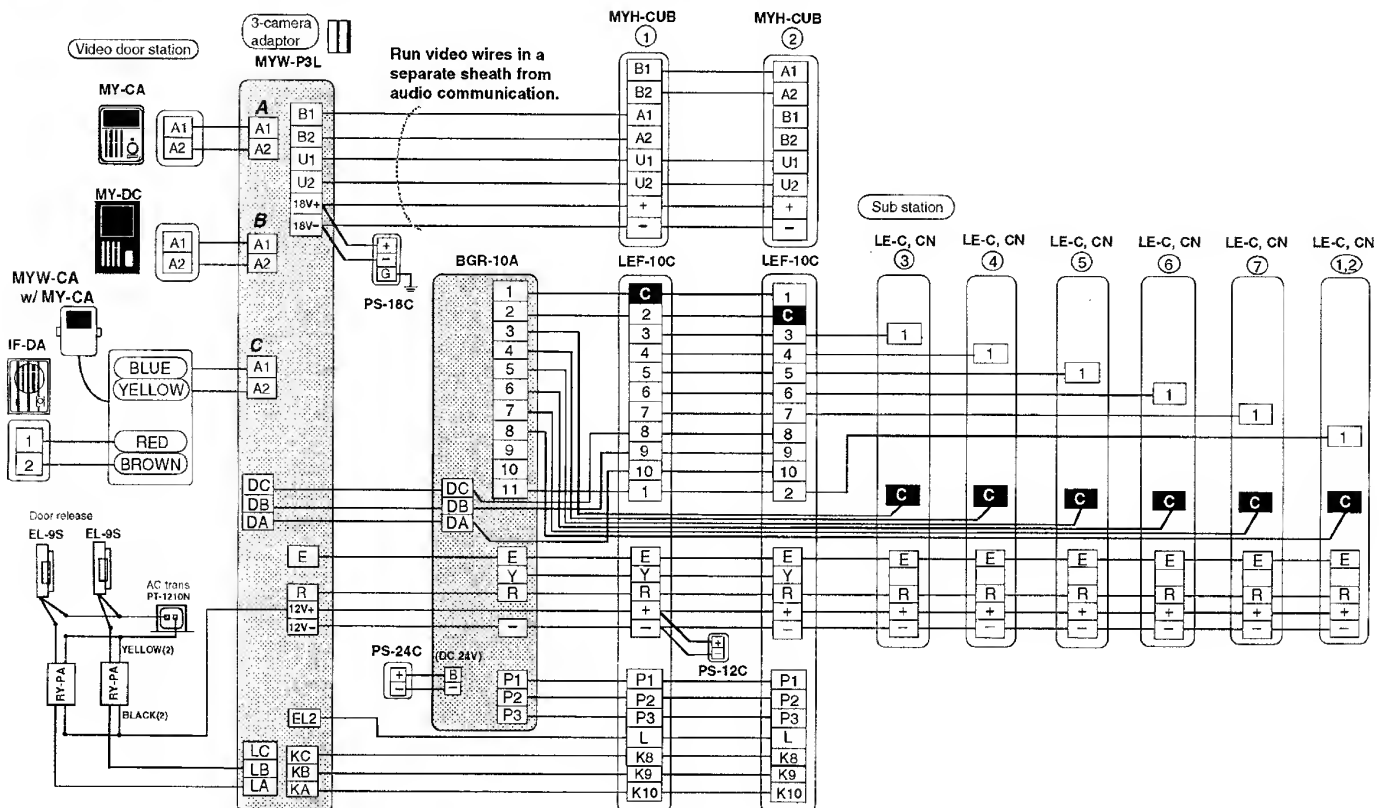 Video door station
3-camera
adaptor
MYW-P3L
Run video wires in a
separate sheath from
audio communication.
MYH-CUB
1
MYH-CUB
2
MY-CA
A1
A2
A
A1
A2
B1
B2
U1
U2
18V+
18V−
B1
B2
A1
A2
U1
U2
+
−
A1
A2
B1
B2
U1
U2
+
−
MY-DC
A1
A2
B
A1
A2
+
−
G
PS-18C
Sub station
MYW-CA
w/ MY-CA
IF-DA
1
2
BLUE
YELLOW
RED
BROWN
C
A1
A2
BGR-10A
1
2
3
4
5
6
7
8
9
10
11
LEF-10C
C
2
3
4
5
6
7
8
9
10
1
LEF-10C
1
C
3
4
5
6
7
8
9
10
2
LE-C, CN
3
1
C
LE-C, CN
4
1
C
LE-C, CN
5
1
C
LE-C, CN
6
1
C
LE-C, CN
7
1
C
LE-C, CN
1,2
1
C
DC
DB
DA
DC
DB
DA
Door release
EL-9S
EL-9S
AC trans
PT-1210N
YELLOW(2)
RY-PA
RY-PA
BLACK(2)
E
R
12V+
12V−
E
Y
R
−
E
Y
R
+
−
E
Y
R
+
−
E
R
+
−
E
R
+
−
E
R
+
−
E
R
+
−
E
R
+
−
E
R
+
−
+
−
PS-12C
PS-24C
+
−
(DC 24V)
B
−
P1
P2
P3
P1
P2
P3
L
K8
K9
K10
P1
P2
P3
L
K8
K9
K10
EL2
LC
LB
LA
KC
KB
KA